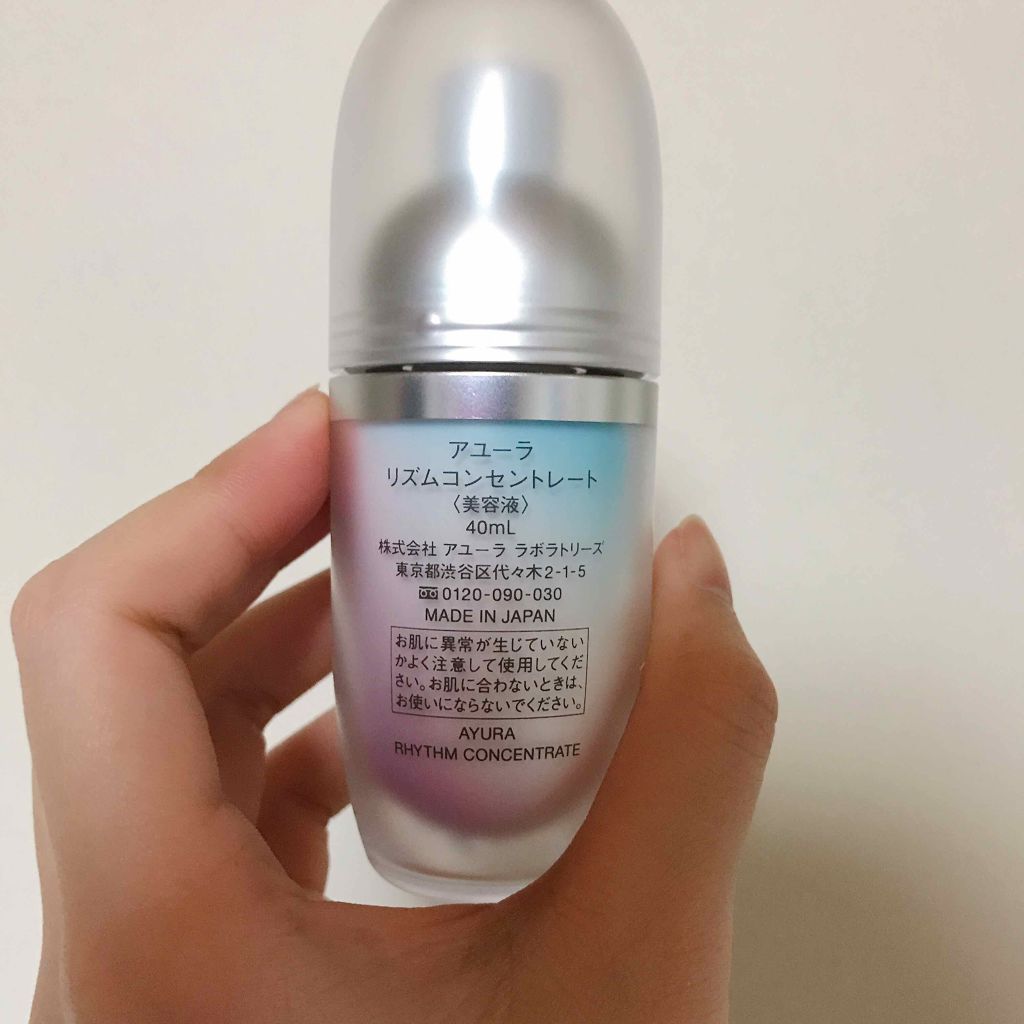 アユーラ
リズムコンセントレート
〈美容液〉
40mL
株式会社 アユーラ ラボラトリーズ
東京都渋谷区代々木2-1-5
0120-090-030
MADE IN JAPAN
お肌に異常が生じていない
かよく注意して使用してくだ
さい。お肌に合わないときは、
お使いにならないでください。
AYURA
RHYTHM CONCENTRATE